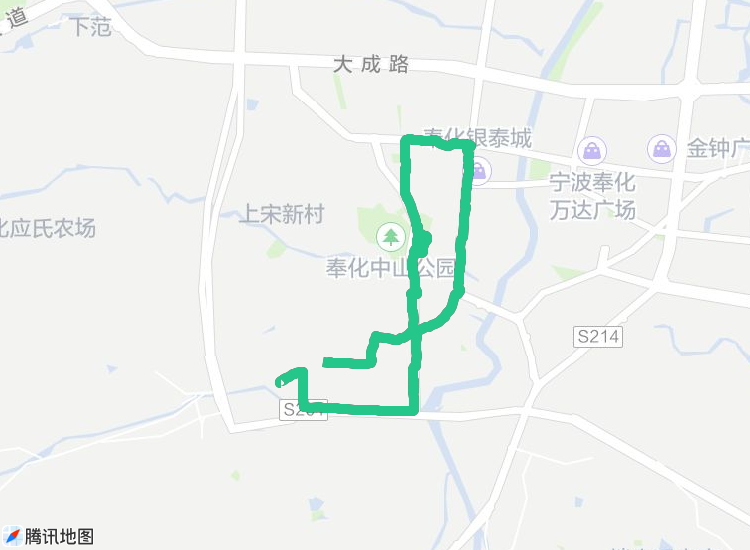 道
下范
大成路
奉化银泰城
金钟广
宁波奉化
万达广场
上宋新村
化应氏农场
奉化中山公园
S214
腾讯地图